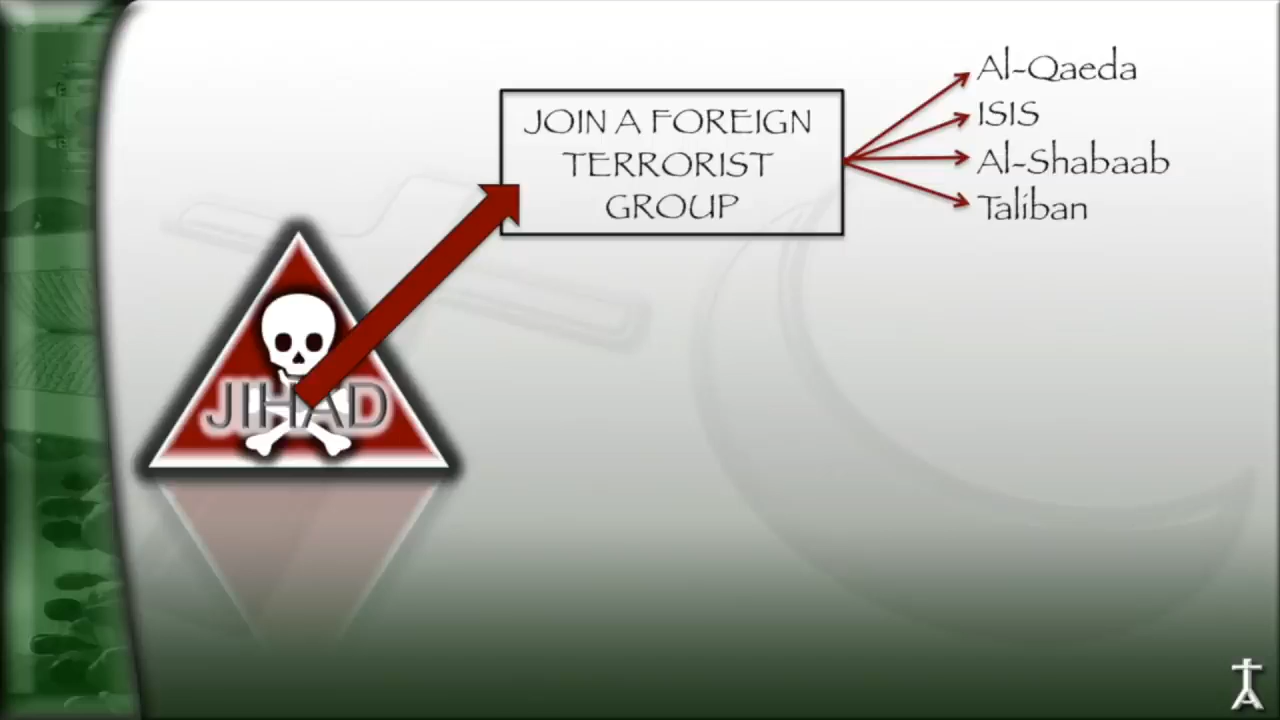 Al-Qaeda
JOIN A FOREIGN
ISIS
TERRORIST
Al-Shabaab
GROUP
Taliban
JIHAD